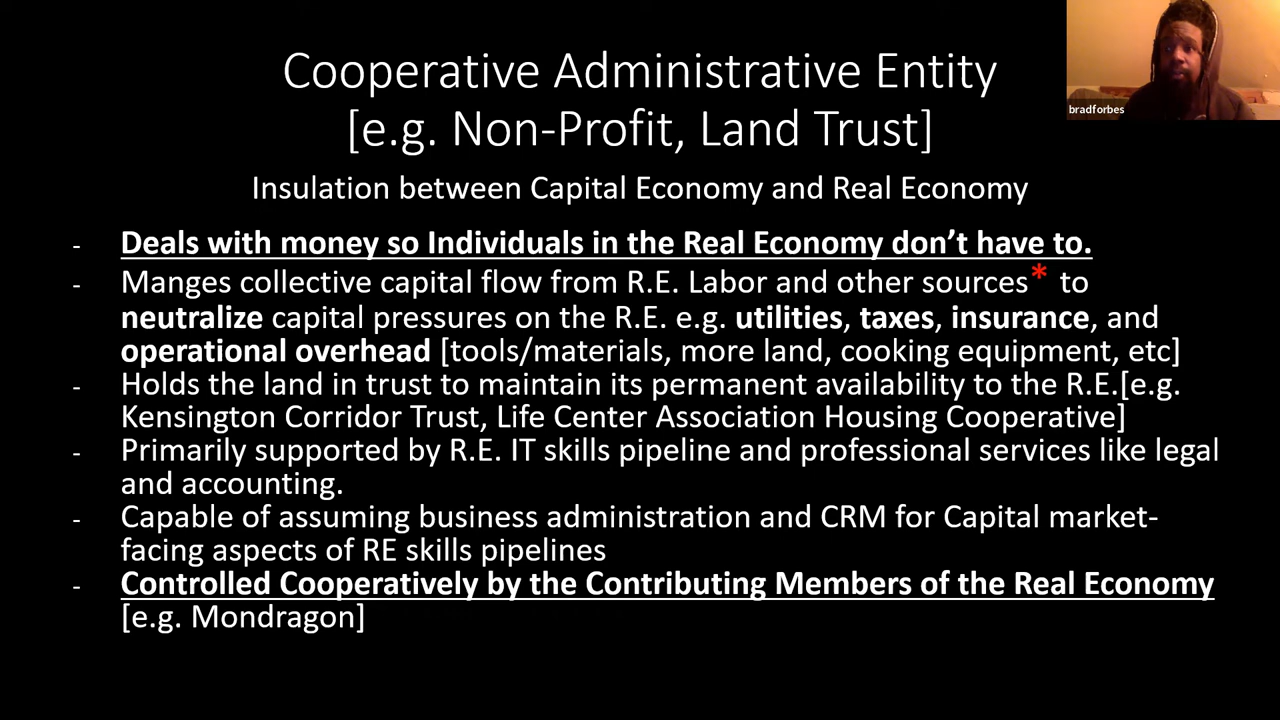 Cooperative Administrative Entity
[e.g. Non-Profit, Land Trust]
bradforbes
Insulation between Capital Economy and Real Economy
- Deals with money so Individuals in the Real Economy don't have to.
- Manges collective capital flow from R.E. Labor and other sources* to
neutralize capital pressures on the R.E. e.g. utilities, taxes, insurance, and
operational overhead [tools/materials, more land, cooking equipment, etc]
- Holds the land in trust to maintain its permanent availability to the R.E.[e.g.
Kensington Corridor Trust, Life Center Association Housing Cooperative]
- Primarily supported by R.E. IT skills pipeline and professional services like legal
and accounting.
- Capable of assuming business administration and CRM for Capital market-
facing aspects of RE skills pipelines
- Controlled Cooperatively by the Contributing Members of the Real Economy
[e.g. Mondragon]